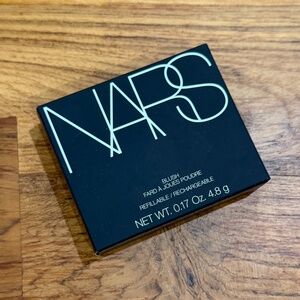 NARS
BLUSH
FARD À JOUES POUDRE
REFILLABLE / RECHARGEABLE
NET WT. 0.17 Oz. 4.8 g